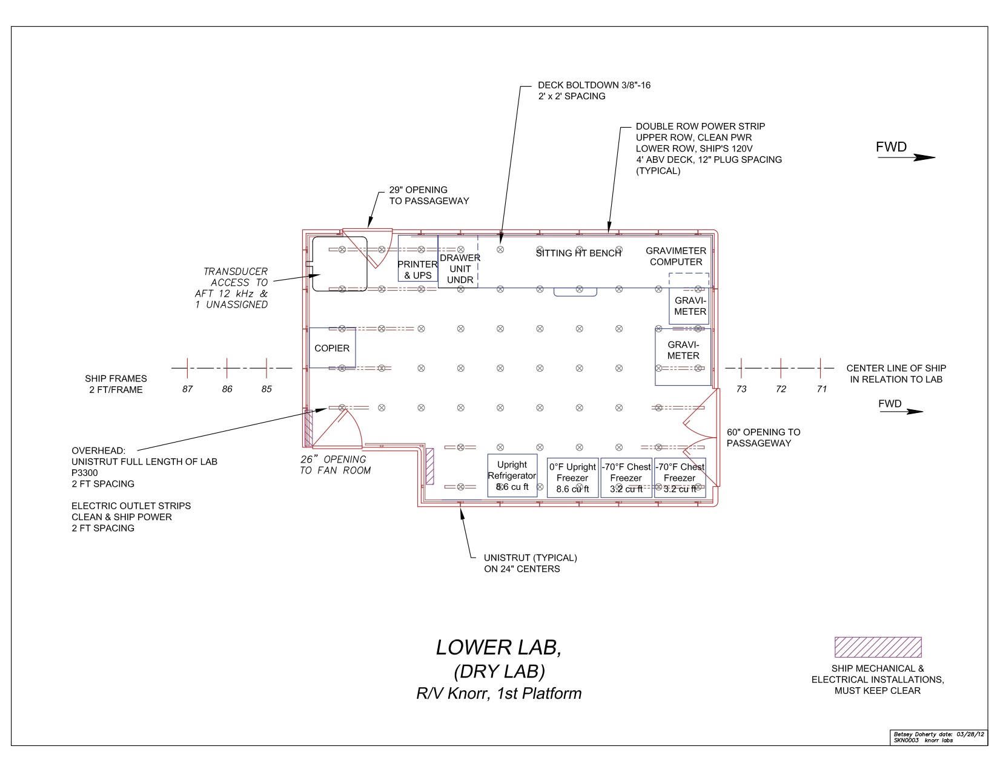 DECK BOLTDOWN 3/8"-16
2' x 2' SPACING
DOUBLE ROW POWER STRIP
UPPER ROW, CLEAN PWR
LOWER ROW, SHIP'S 120V
4' ABV DECK, 12" PLUG SPACING
(TYPICAL)
FWD
29" OPENING
TO PASSAGEWAY
SITTING HT BENCH
GRAVIMETER
COMPUTER
DRAWER
UNIT
UNDR
PRINTER
& UPS
TRANSDUCER
ACCESS TO
AFT 12 kHz &
1 UNASSIGNED
GRAVI-
METER
GRAVI-
METER
COPIER
SHIP FRAMES
2 FT/FRAME
87 86 85
73 72 71
CENTER LINE OF SHIP
IN RELATION TO LAB
FWD
60" OPENING TO
PASSAGEWAY
OVERHEAD:
UNISTRUT FULL LENGTH OF LAB
P3300
2 FT SPACING
ELECTRIC OUTLET STRIPS
CLEAN & SHIP POWER
2 FT SPACING
26” OPENING
TO FAN ROOM
Upright
Refrigerator
8.6 cu ft
0°F Upright
Freezer
8.6 cu ft
-70°F Chest
Freezer
3.2 cu ft
-70°F Chest
Freezer
3.2 cu ft
UNISTRUT (TYPICAL)
ON 24" CENTERS
LOWER LAB,
(DRY LAB)
R/V Knorr, 1st Platform
SHIP MECHANICAL &
ELECTRICAL INSTALLATIONS,
MUST KEEP CLEAR
Betsey Doherty date: 03/28/12
SKN0003 knorr labs